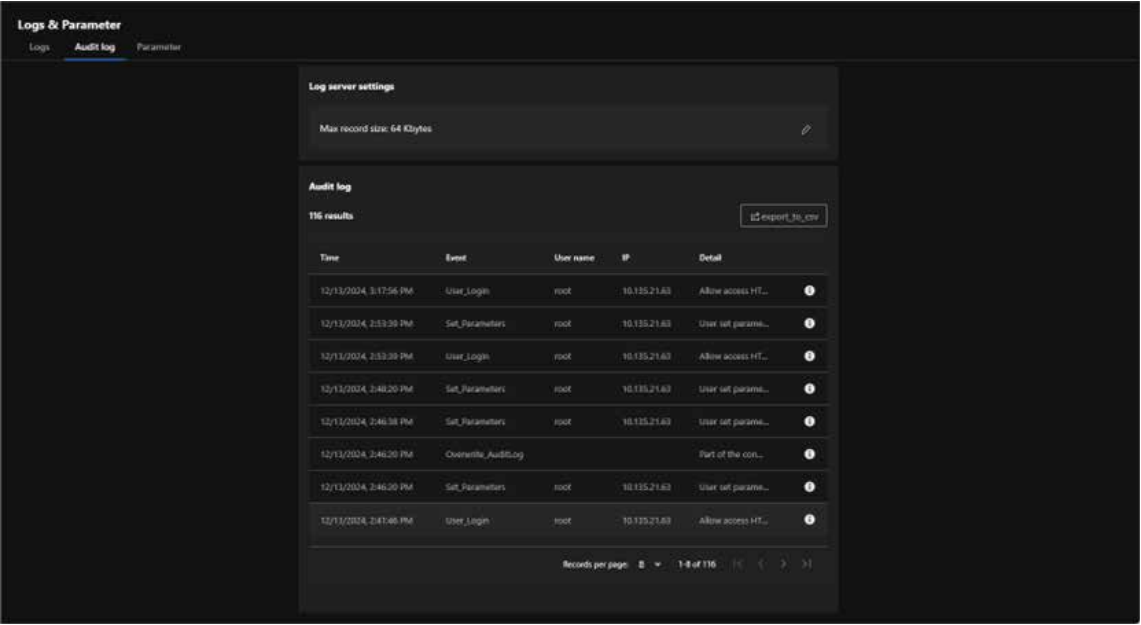 Logs & Parameter
Logs Audit log Parameter
Log server settings
Max record size: 64 Kbytes
Audit log
116 results
export_to_csv
Time Event User name IP Detail
12/13/2024, 3:17:56 PM User_Login root 10.135.21.63 Allow access HT...
12/13/2024, 2:53:39 PM Set_Parameters root 10.135.21.63 User set parame...
12/13/2024, 2:53:39 PM User_Login root 10.135.21.63 Allow access HT...
12/13/2024, 2:48:20 PM Set_Parameters root 10.135.21.63 User set parame...
12/13/2024, 2:46:38 PM Set_Parameters root 10.135.21.63 User set parame...
12/13/2024, 2:46:20 PM Overwrite_AuditLog Part of the con...
12/13/2024, 2:46:20 PM Set_Parameters root 10.135.21.63 User set parame...
12/13/2024, 2:41:46 PM User_Login root 10.135.21.63 Allow access HT...
Records per page: 8 1-8 of 116